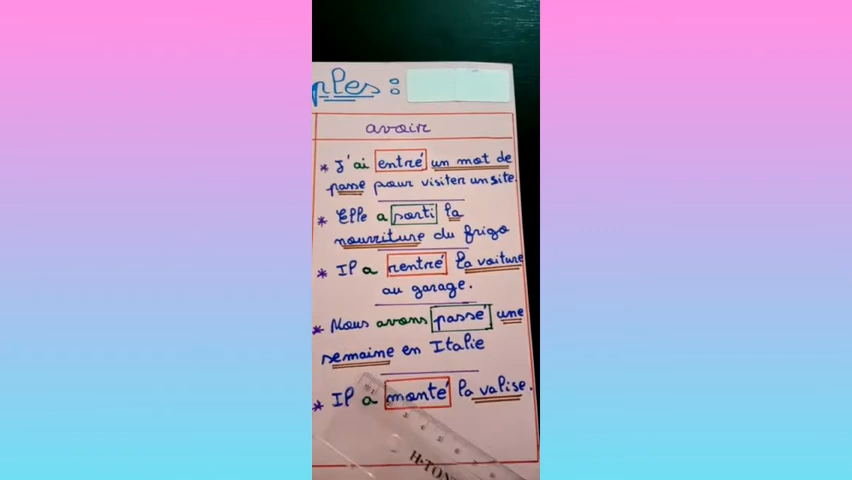 ples :
avoir
* J'ai entré un mot de
passe pour visiter un site.
* Elle a sorti la
nourriture du frigo
* Il a rentré la voiture
au garage.
* Nous avons passé une
semaine en Italie
* Il a monté la valise.